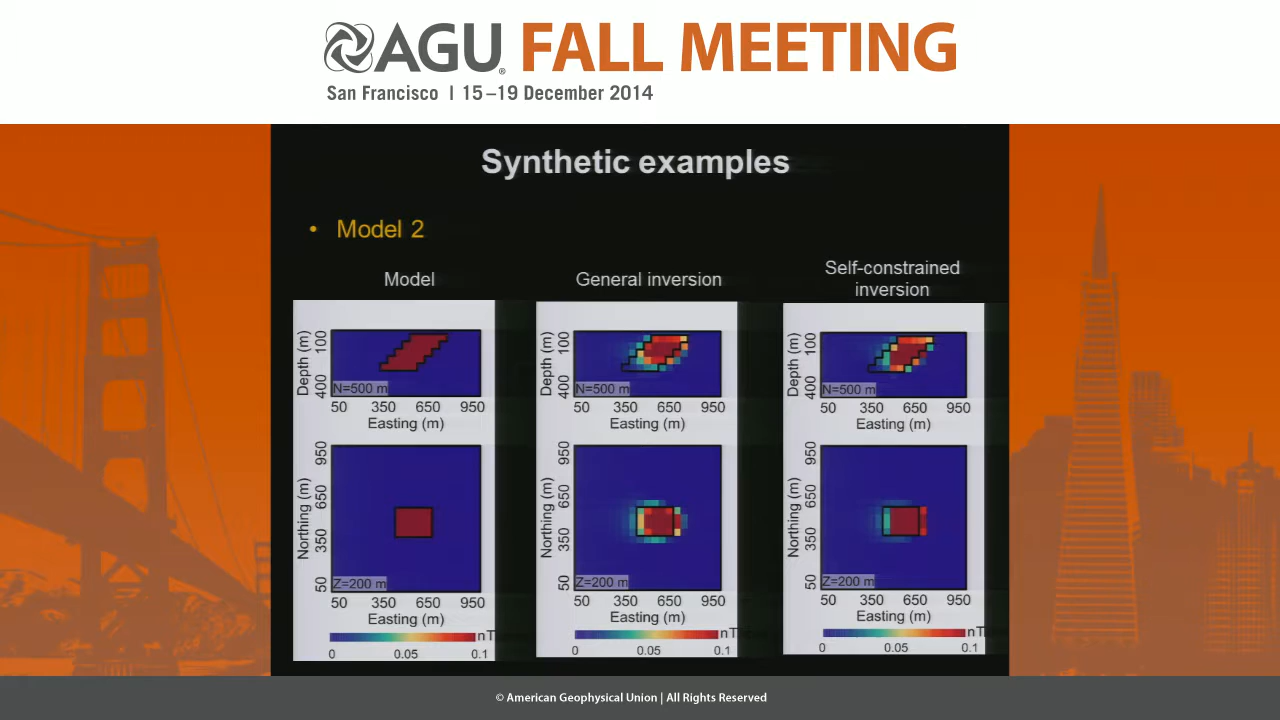 AGU FALL MEETING
San Francisco | 15–19 December 2014
Synthetic examples
• Model 2
Model
General inversion
Self-constrained
inversion
Depth (m)
100
400
N=500 m
50 350 650 950
Easting (m)
Northing (m)
950
650
350
50
Z=200 m
50 350 650 950
Easting (m)
nT
0 0.05 0.1
Depth (m)
100
400
N=500 m
50 350 650 950
Easting (m)
Northing (m)
950
650
350
50
Z=200 m
50 350 650 950
Easting (m)
nT
0 0.05 0.1
Depth (m)
100
400
N=500 m
50 350 650 950
Easting (m)
Northing (m)
950
650
350
50
Z=200 m
50 350 650 950
Easting (m)
nT
0 0.05 0.1
© American Geophysical Union | All Rights Reserved